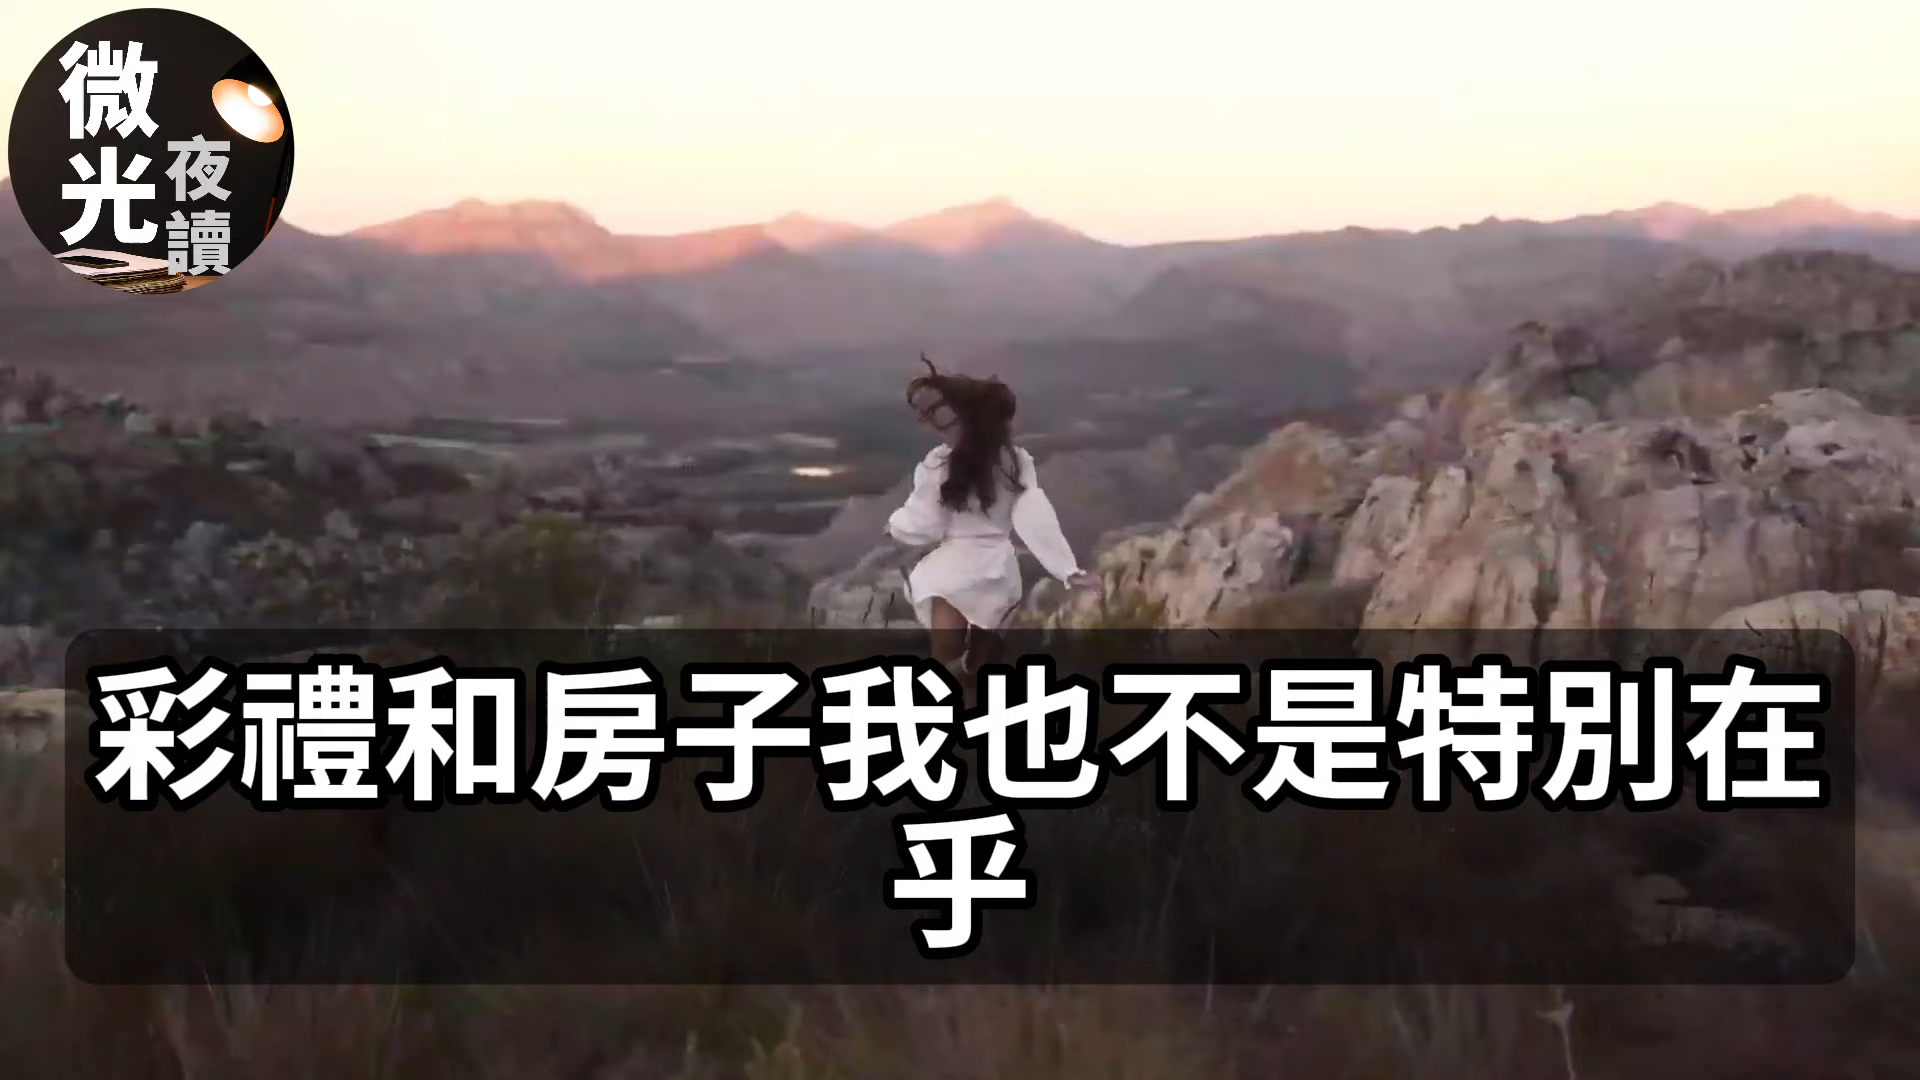 微光
夜讀
彩禮和房子我也不是特別在
乎